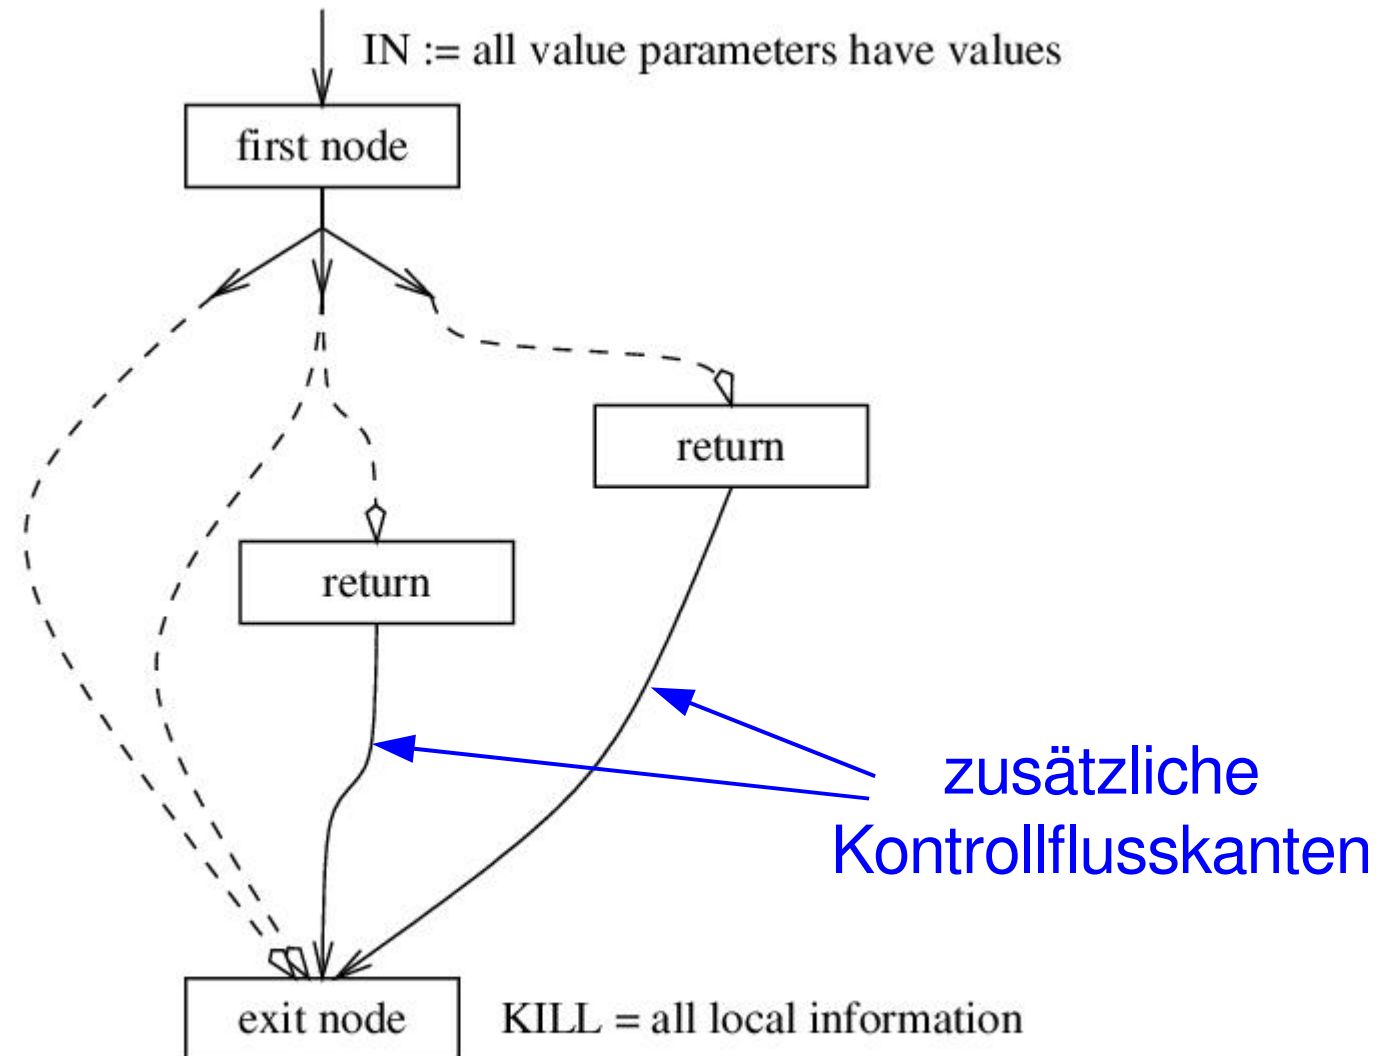 IN := all value parameters have values
first node
return
return
zusätzliche
Kontrollflusskanten
exit node
KILL = all local information